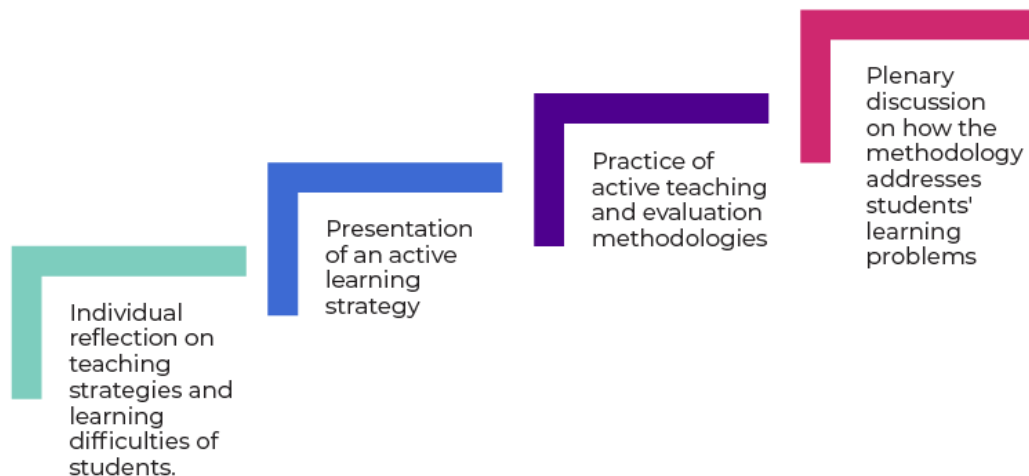 Individual
reflection on
teaching
strategies and
learning
difficulties of
students.
Presentation
of an active
learning
strategy
Practice of
active teaching
and evaluation
methodologies
Plenary
discussion
on how the
methodology
addresses
students'
learning
problems